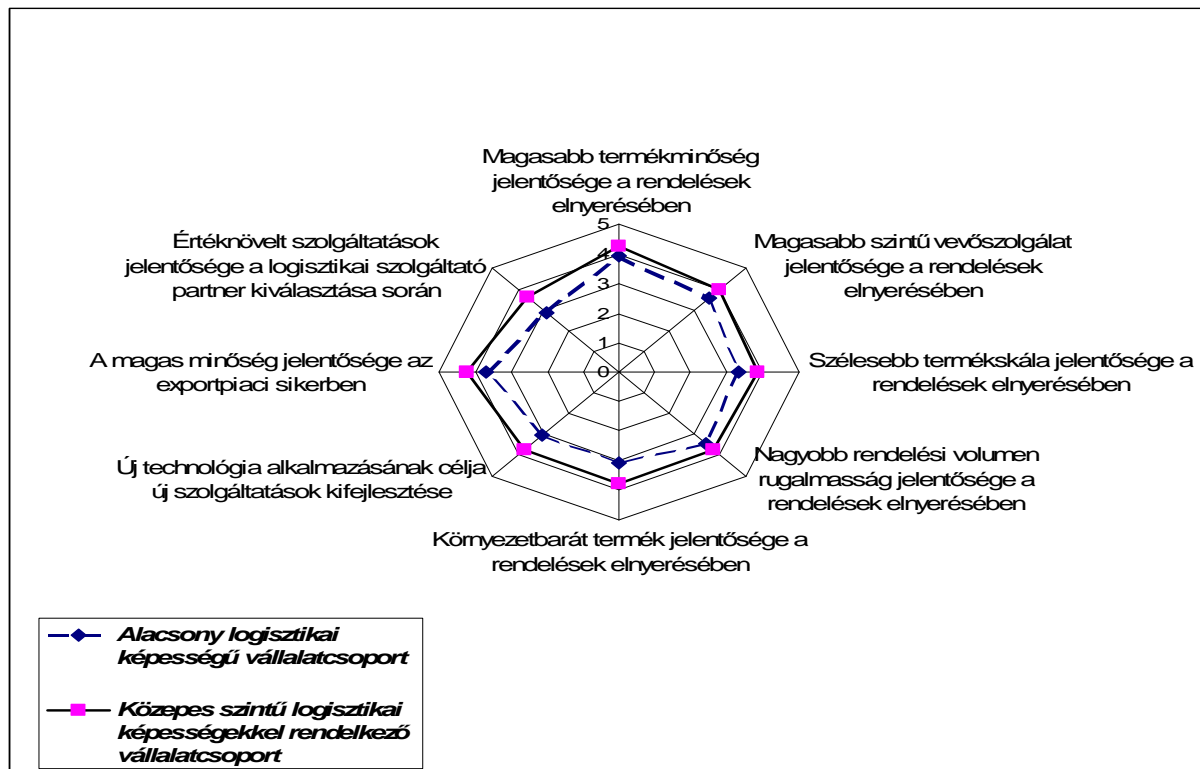 Magasabb termékminőség
jelentősége a rendelések
elnyerésében
Magasabb szintű vevőszolgálat
jelentősége a rendelések
elnyerésében
Szélesebb termékskála jelentősége a
rendelések elnyerésében
Nagyobb rendelési volumen
rugalmasság jelentősége a
rendelések elnyerésében
Környezetbarát termék jelentősége a
rendelések elnyerésében
Új technológia alkalmazásának célja
új szolgáltatások kifejlesztése
A magas minőség jelentősége az
exportpiaci sikerben
Értéknövelt szolgáltatások
jelentősége a logisztikai szolgáltató
partner kiválasztása során
5
4
3
2
1
0
Alacsony logisztikai
képességű vállalatcsoport
Közepes szintű logisztikai
képességekkel rendelkező
vállalatcsoport